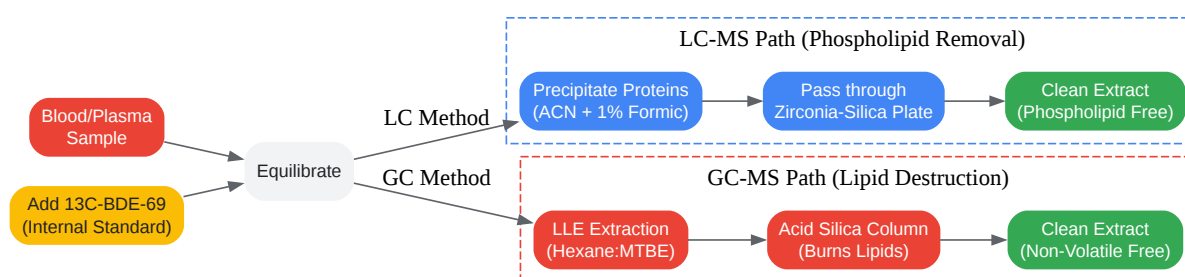 Blood/Plasma
Sample
Add 13C-BDE-69
(Internal Standard)
Equilibrate
LC Method
GC Method
LC-MS Path (Phospholipid Removal)
Precipitate Proteins
(ACN + 1% Formic)
Pass through
Zirconia-Silica Plate
Clean Extract
(Phospholipid Free)
GC-MS Path (Lipid Destruction)
LLE Extraction
(Hexane:MTBE)
Acid Silica Column
(Burns Lipids)
Clean Extract
(Non-Volatile Free)